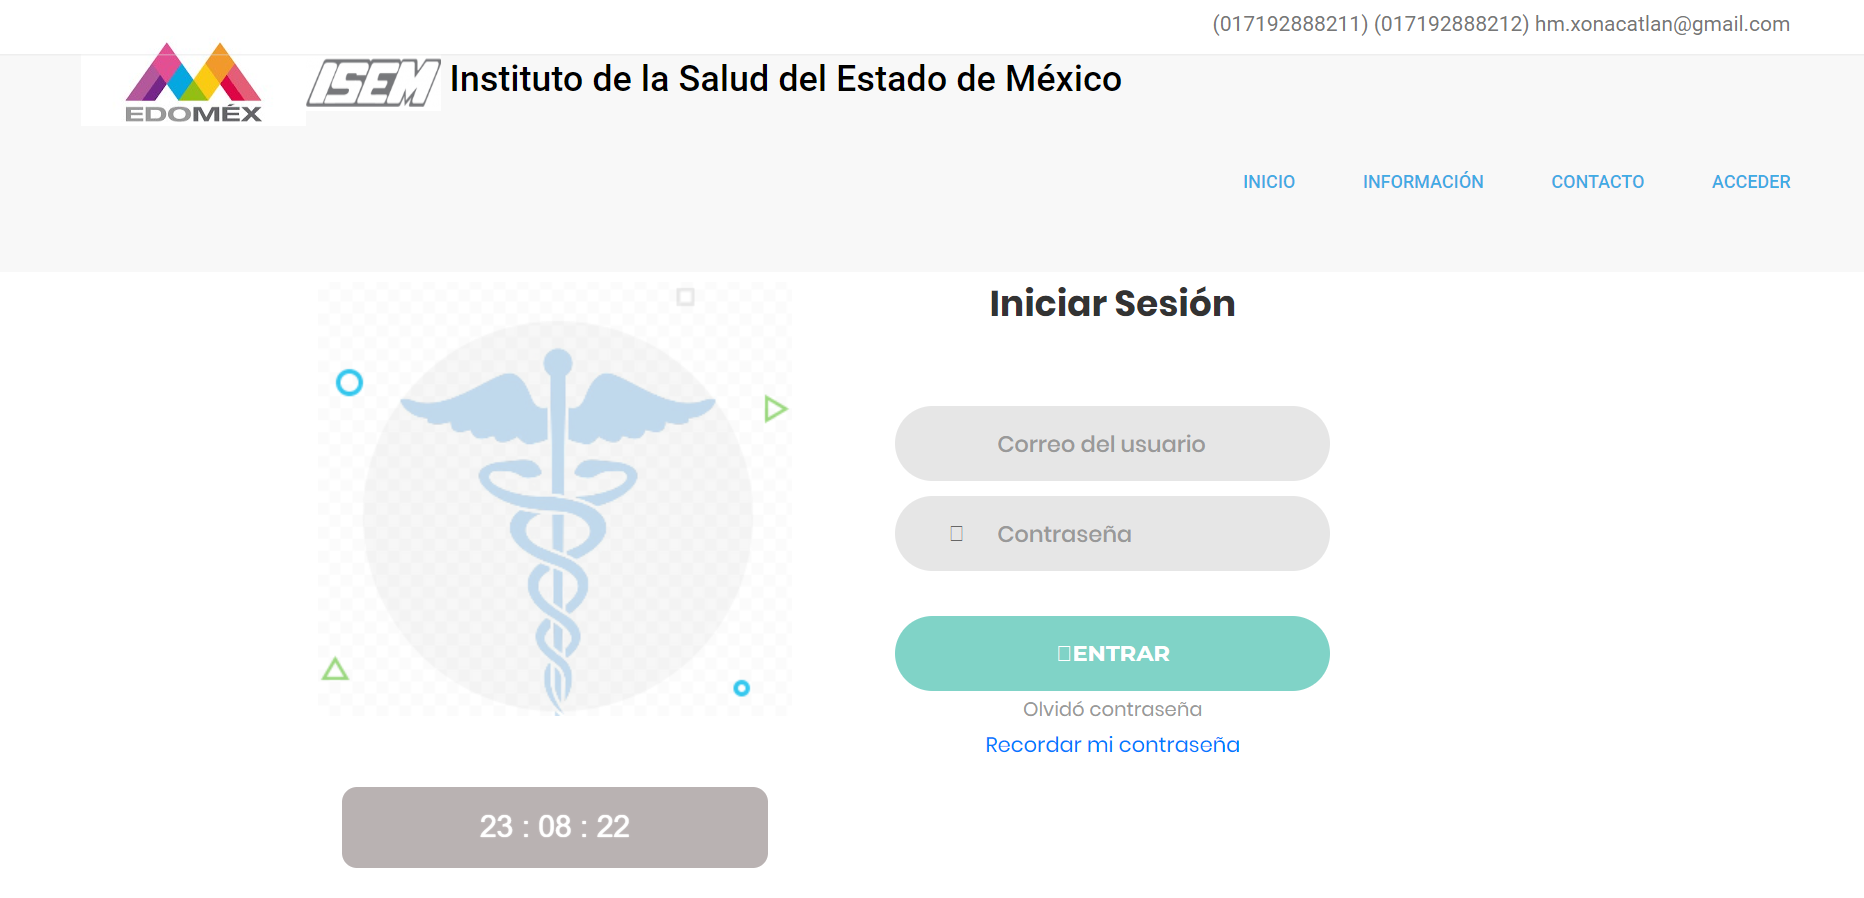 (017192888211) (017192888212) hm.xonacatlan@gmail.com
EDOMÉX
ISEM
Instituto de la Salud del Estado de México
INICIO INFORMACIÓN CONTACTO ACCEDER
Iniciar Sesión
Correo del usuario
Contraseña
ENTRAR
Olvidó contraseña
Recordar mi contraseña
23 : 08 : 22